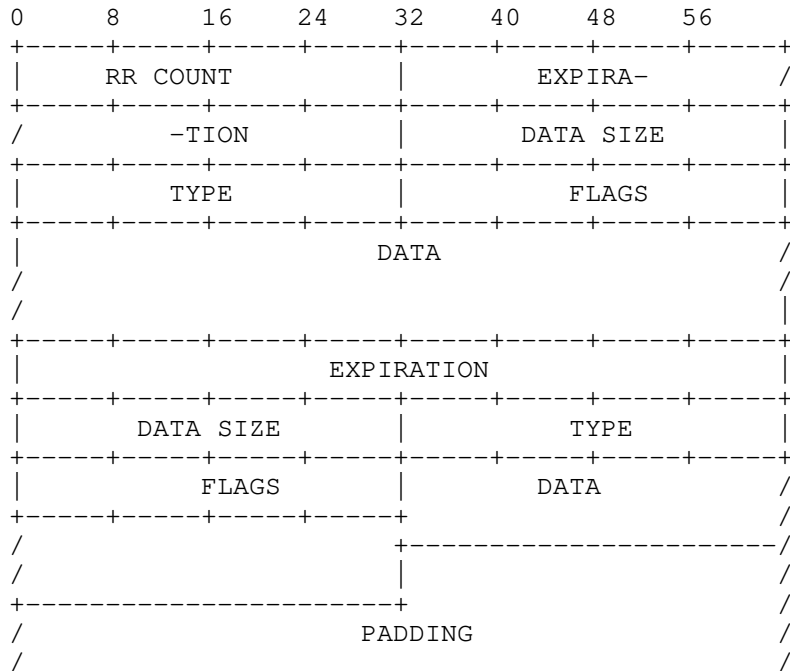 0 8 16 24 32 40 48 56
RR COUNT EXPIRA-
-TION DATA SIZE
TYPE FLAGS
DATA
EXPIRATION
DATA SIZE TYPE
FLAGS DATA
PADDING